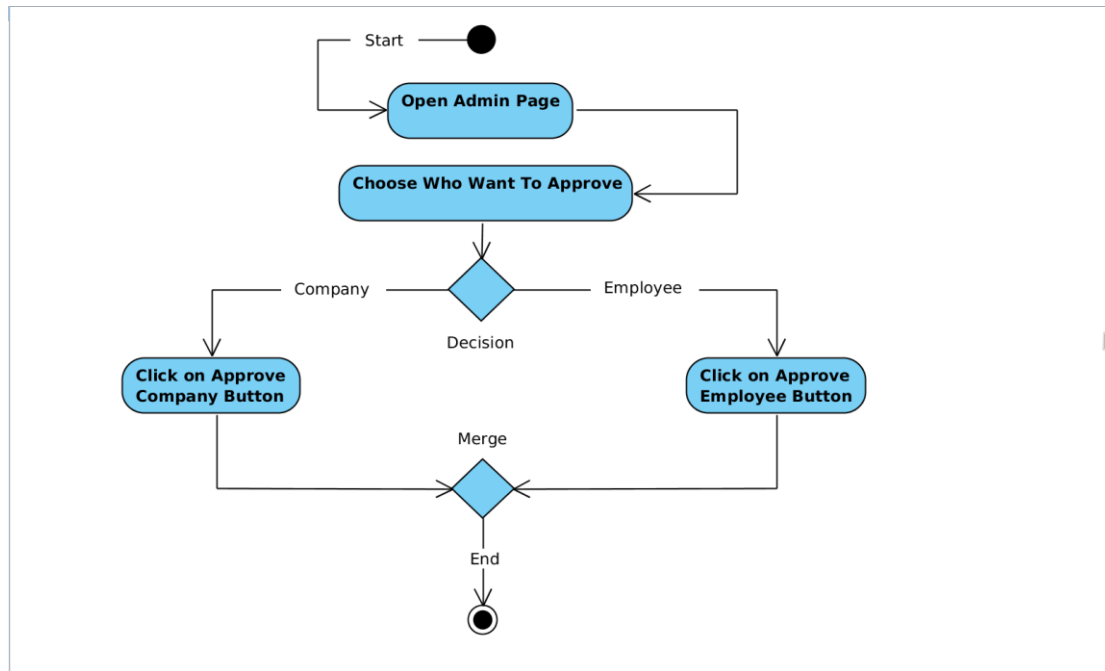 Start
Open Admin Page
Choose Who Want To Approve
Company
Employee
Decision
Click on Approve
Company Button
Click on Approve
Employee Button
Merge
End